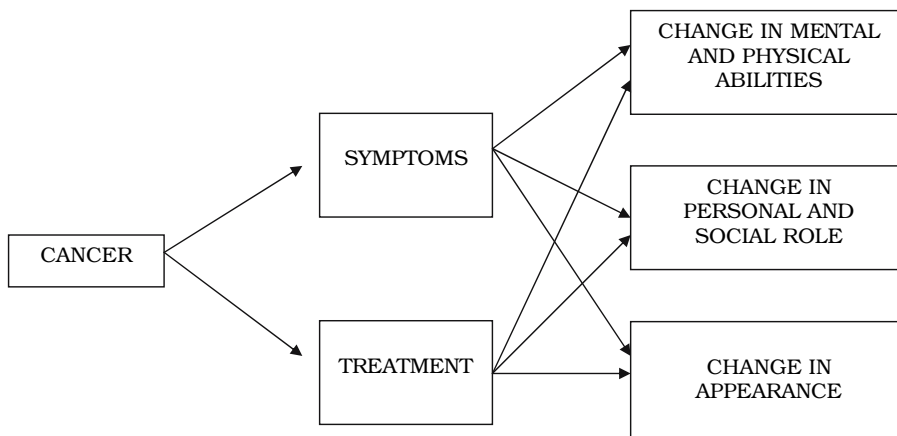 CANCER
SYMPTOMS
TREATMENT
CHANGE IN MENTAL
AND PHYSICAL
ABILITIES
CHANGE IN
PERSONAL AND
SOCIAL ROLE
CHANGE IN
APPEARANCE